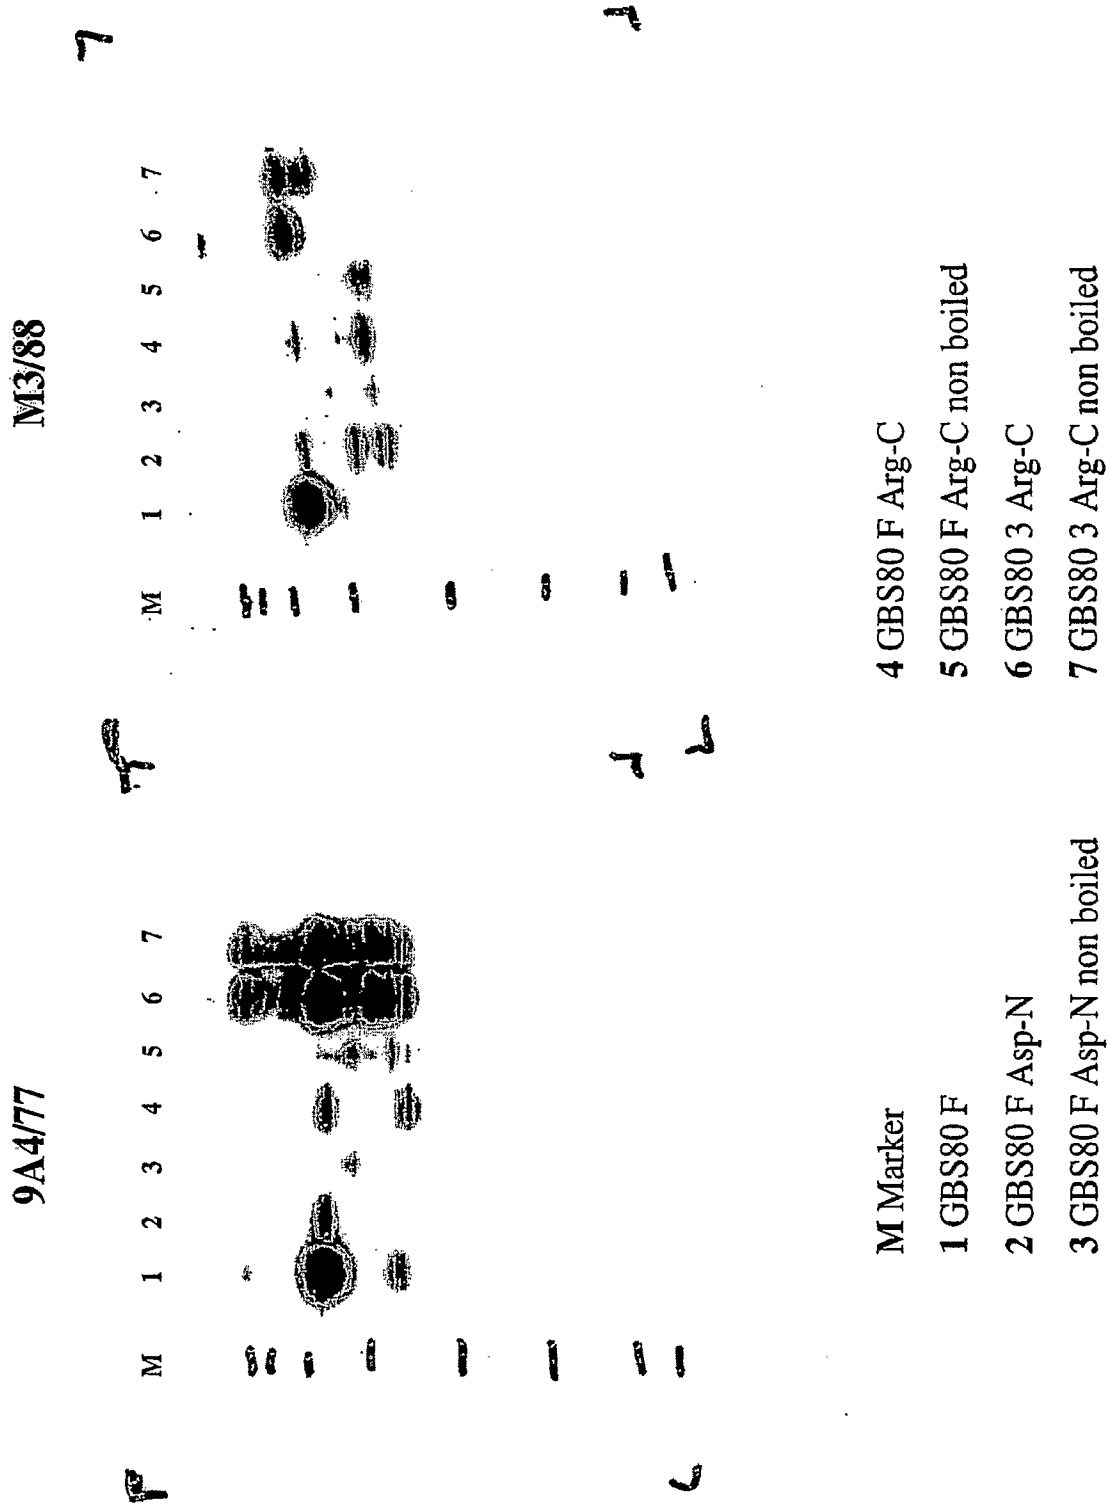 9A4/77
M 1 2 3 4 5 6 7
M3/88
M 1 2 3 4 5 6 7
M Marker
1 GBS80 F
2 GBS80 F Asp-N
3 GBS80 F Asp-N non boiled
4 GBS80 F Arg-C
5 GBS80 F Arg-C non boiled
6 GBS80 3 Arg-C
7 GBS80 3 Arg-C non boiled